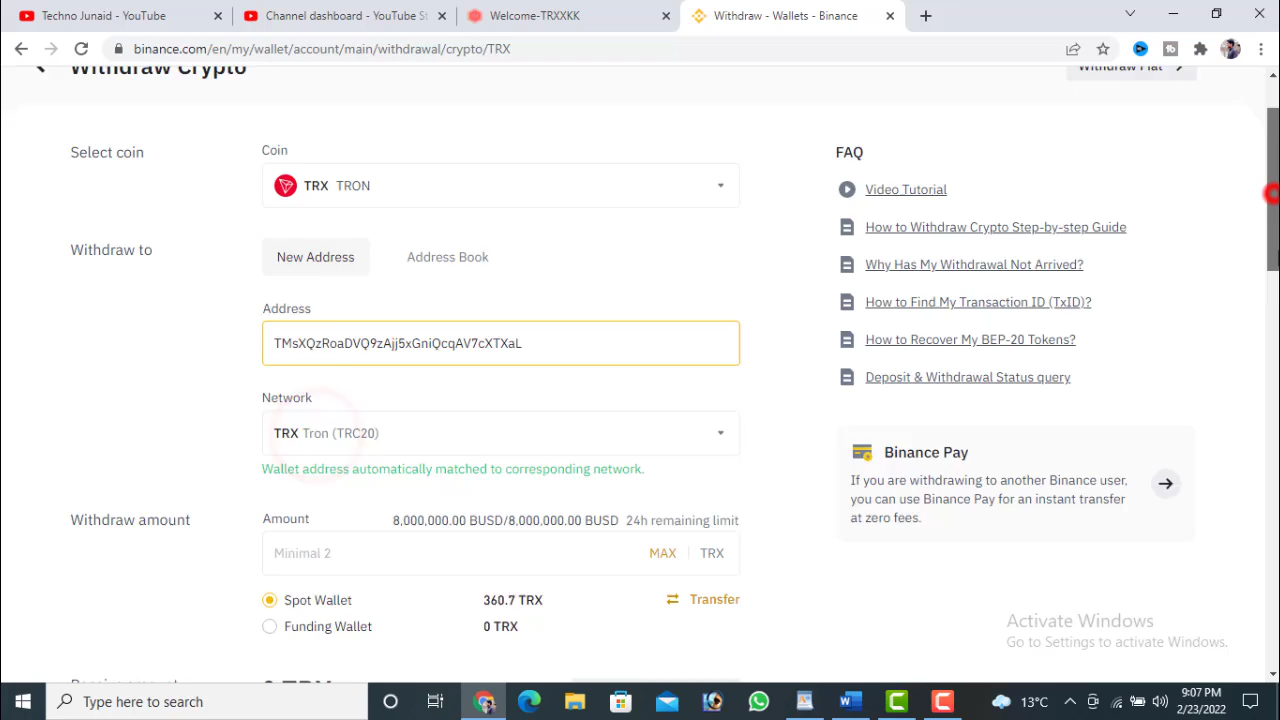 Techno Junaid - YouTube
Channel dashboard - YouTube St
Welcome-TRXXKK
Withdraw - Wallets - Binance
binance.com/en/my/wallet/account/main/withdrawal/crypto/TRX
Withdraw Crypto
Withdraw Fiat
Select coin
Coin
TRX TRON
Withdraw to
New Address
Address Book
Address
TMsXQzRoaDVQ9zAjj5xGniQcqAV7cXTXaL
Network
TRX Tron (TRC20)
Wallet address automatically matched to corresponding network.
Withdraw amount
Amount
8,000,000.00 BUSD/8,000,000.00 BUSD 24h remaining limit
Minimal 2
MAX
TRX
Spot Wallet
360.7 TRX
Transfer
Funding Wallet
0 TRX
FAQ
Video Tutorial
How to Withdraw Crypto Step-by-step Guide
Why Has My Withdrawal Not Arrived?
How to Find My Transaction ID (TxID)?
How to Recover My BEP-20 Tokens?
Deposit & Withdrawal Status query
Binance Pay
If you are withdrawing to another Binance user,
you can use Binance Pay for an instant transfer
at zero fees.
Activate Windows
Go to Settings to activate Windows.
Type here to search
13°C
9:07 PM
2/23/2022